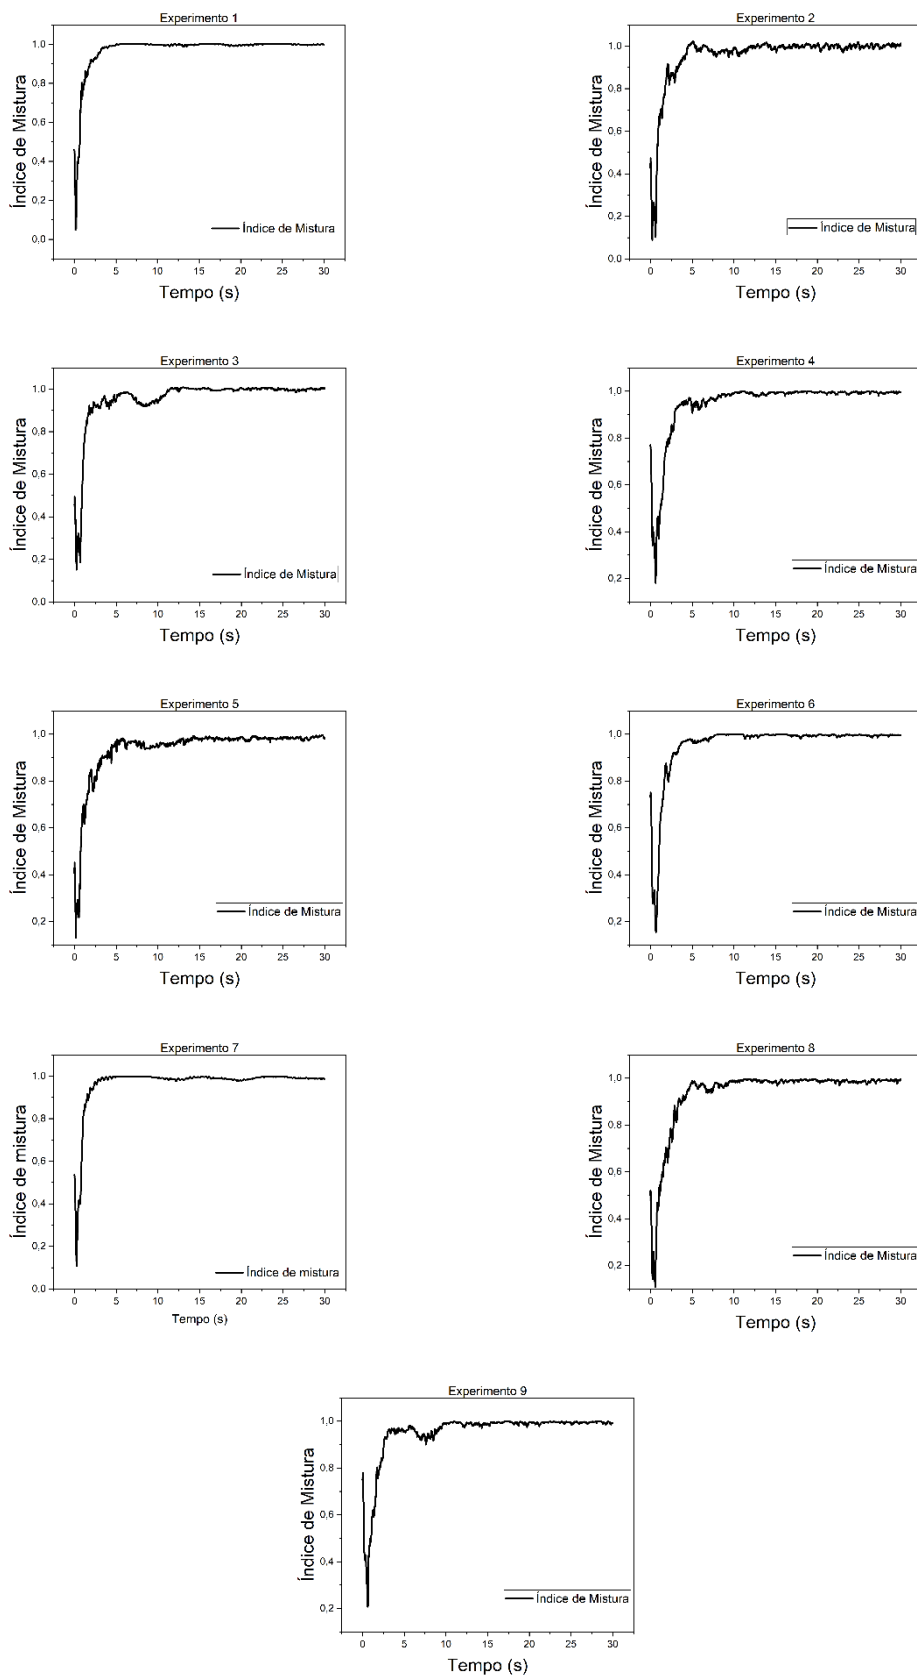 Experimento 1
Índice de Mistura
1,0
0,8
0,6
0,4
0,2
0,0
Índice de Mistura
0 5 10 15 20 25 30
Tempo (s)
Experimento 2
Índice de Mistura
1,0
0,8
0,6
0,4
0,2
0,0
Índice de Mistura
0 5 10 15 20 25 30
Tempo (s)
Experimento 3
Índice de Mistura
1,0
0,8
0,6
0,4
0,2
0,0
Índice de Mistura
0 5 10 15 20 25 30
Tempo (s)
Experimento 4
Índice de Mistura
1,0
0,8
0,6
0,4
0,2
Índice de Mistura
0 5 10 15 20 25 30
Tempo (s)
Experimento 5
Índice de Mistura
1,0
0,8
0,6
0,4
0,2
Índice de Mistura
0 5 10 15 20 25 30
Tempo (s)
Experimento 6
Índice de Mistura
1,0
0,8
0,6
0,4
0,2
Índice de Mistura
0 5 10 15 20 25 30
Tempo (s)
Experimento 7
Índice de mistura
1,0
0,8
0,6
0,4
0,2
0,0
Índice de mistura
0 5 10 15 20 25 30
Tempo (s)
Experimento 8
Índice de Mistura
1,0
0,8
0,6
0,4
0,2
Índice de Mistura
0 5 10 15 20 25 30
Tempo (s)
Experimento 9
Índice de Mistura
1,0
0,8
0,6
0,4
0,2
Índice de Mistura
0 5 10 15 20 25 30
Tempo (s)